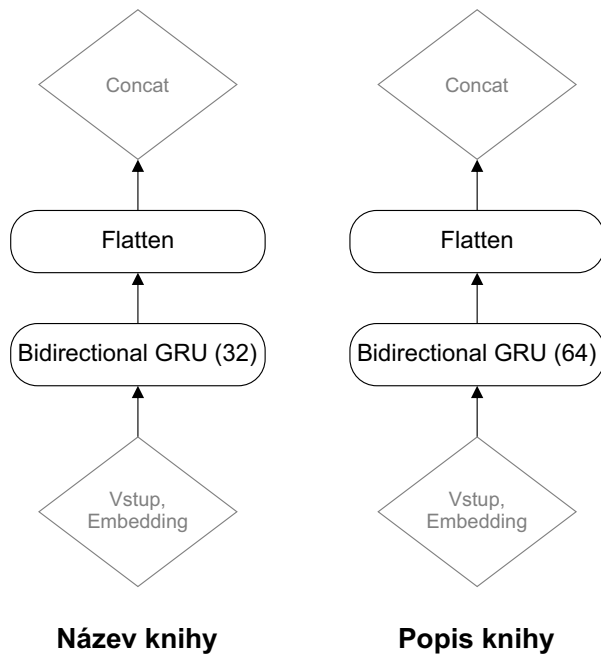 Concat
Concat
Flatten
Flatten
Bidirectional GRU (32)
Bidirectional GRU (64)
Vstup,
Embedding
Vstup,
Embedding
Název knihy
Popis knihy